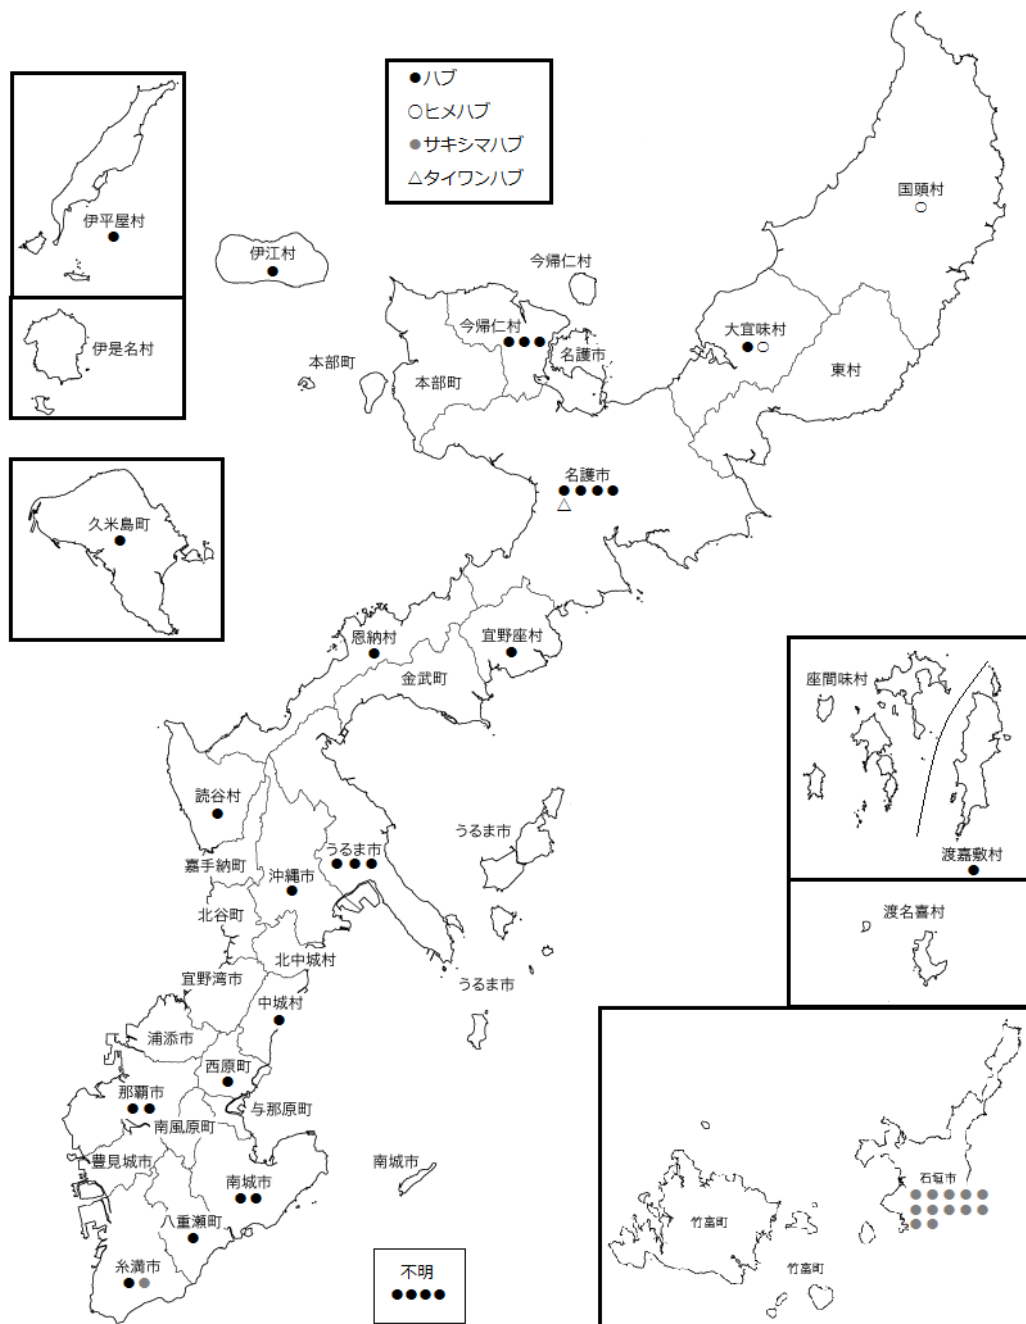 ●ハブ
○ヒメハブ
●サキシマハブ
△タイワンハブ
国頭村
伊平屋村
伊江村
今帰仁村
今帰仁村
大宜味村
伊是名村
名護市
本部町
本部町
東村
名護市
久米島町
恩納村
宜野座村
金武町
座間味村
読谷村
うるま市
うるま市
嘉手納町
沖縄市
渡嘉敷村
北谷町
渡名喜村
北中城村
宜野湾市
うるま市
中城村
浦添市
西原町
那覇市
与那原町
南風原町
豊見城市
南城市
南城市
石垣市
八重瀬町
竹富町
糸満市
不明
竹富町